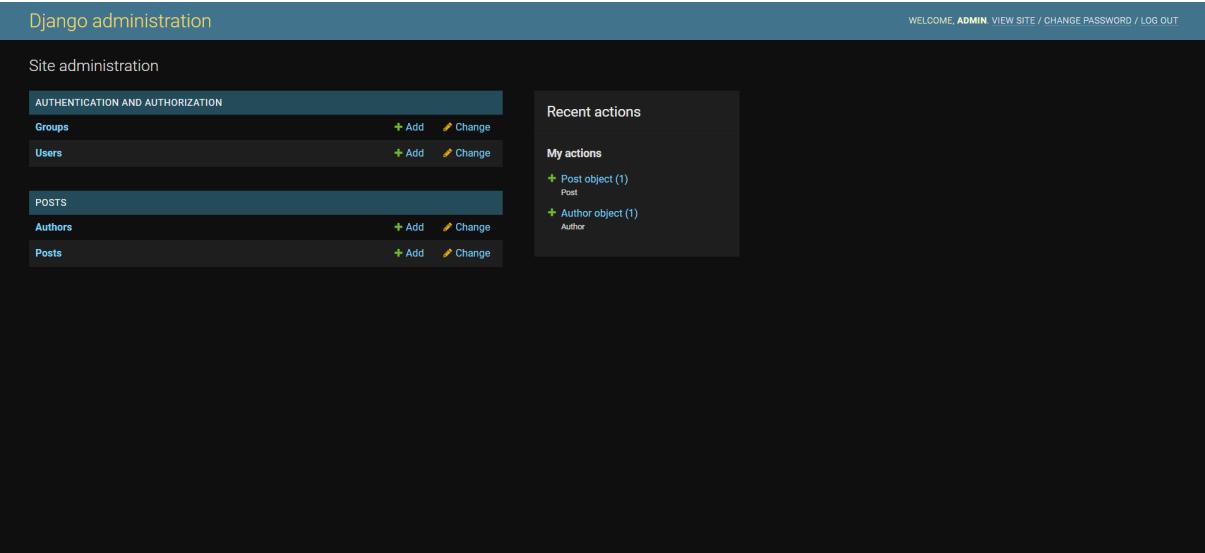 Django administration
WELCOME, ADMIN. VIEW SITE / CHANGE PASSWORD / LOG OUT
Site administration
AUTHENTICATION AND AUTHORIZATION
Groups Add Change
Users Add Change
POSTS
Authors Add Change
Posts Add Change
Recent actions
My actions
Post object (1)
Post
Author object (1)
Author